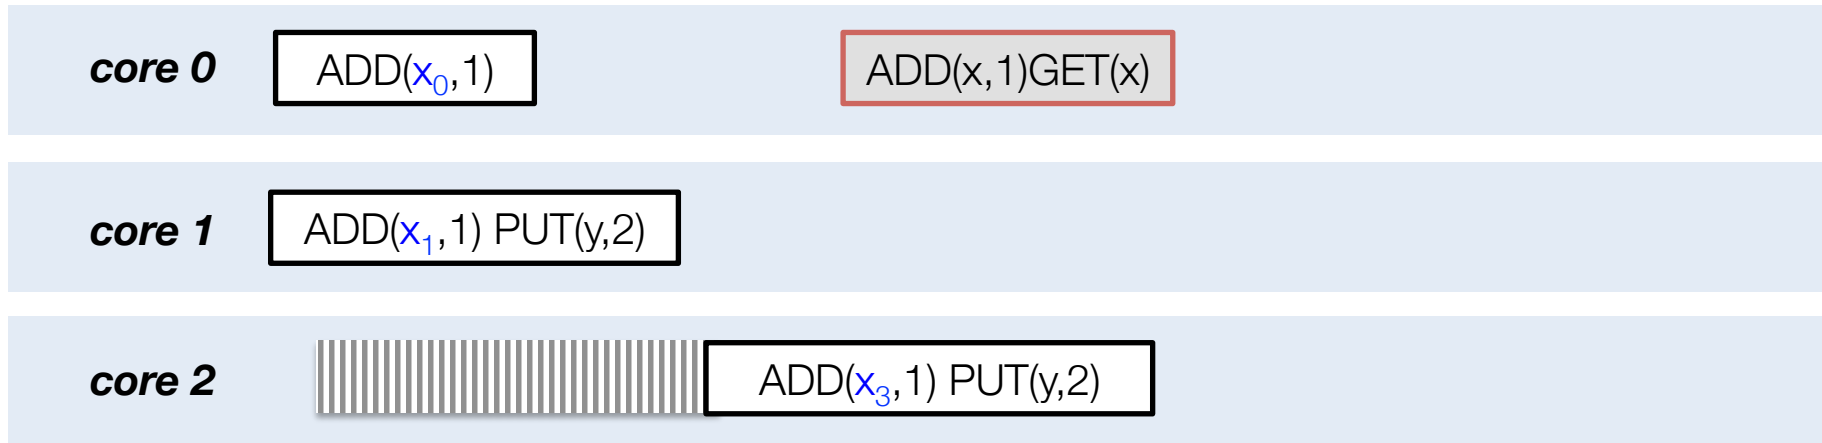 core 0 ADD(x₀,1) ADD(x,1)GET(x)
core 1 ADD(x₁,1) PUT(y,2)
core 2 ADD(x₃,1) PUT(y,2)